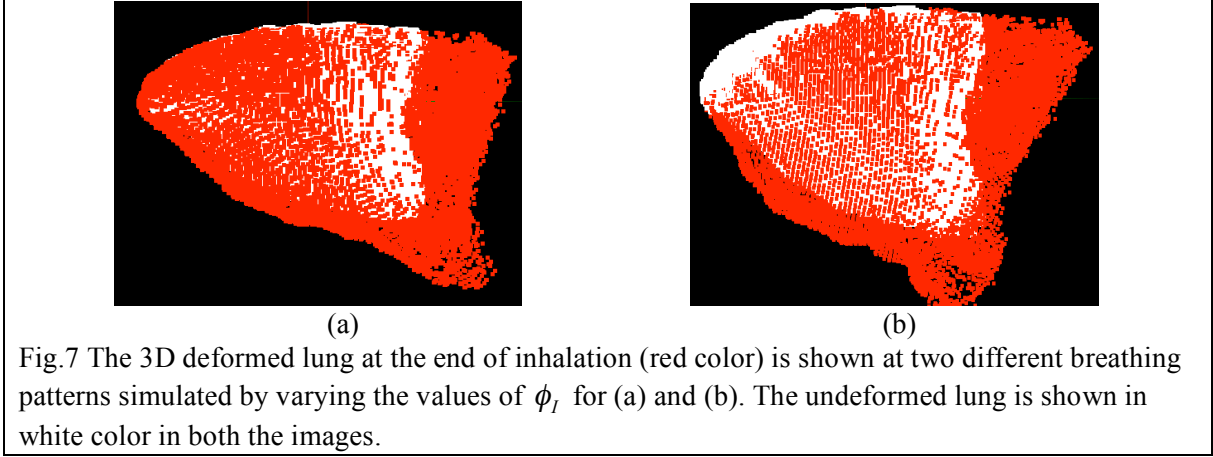 (a) (b)
Fig.7 The 3D deformed lung at the end of inhalation (red color) is shown at two different breathing
patterns simulated by varying the values of ϕ_I for (a) and (b). The undeformed lung is shown in
white color in both the images.